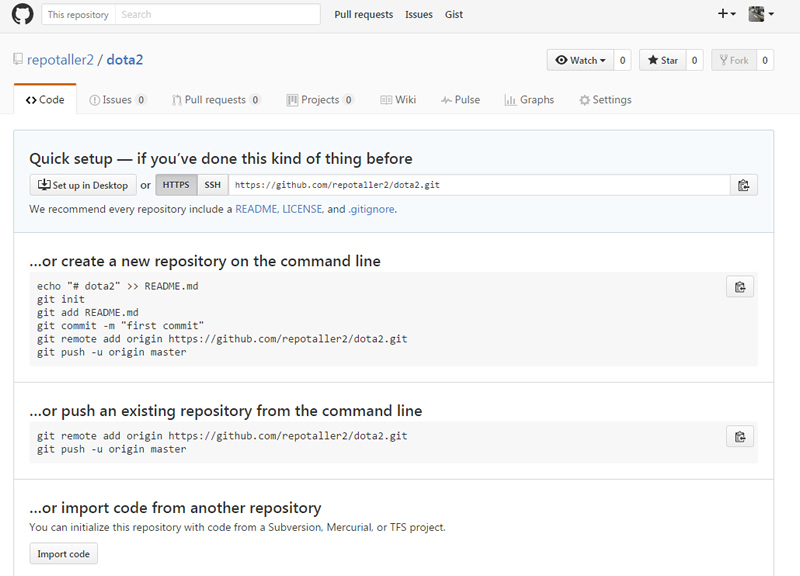 This repository Search Pull requests Issues Gist
repotaller2 / dota2 Watch 0 Star 0 Fork 0
Code Issues 0 Pull requests 0 Projects 0 Wiki Pulse Graphs Settings
Quick setup — if you've done this kind of thing before
Set up in Desktop or HTTPS SSH https://github.com/repotaller2/dota2.git
We recommend every repository include a README, LICENSE, and .gitignore.
…or create a new repository on the command line
echo "# dota2" >> README.md
git init
git add README.md
git commit -m "first commit"
git remote add origin https://github.com/repotaller2/dota2.git
git push -u origin master
…or push an existing repository from the command line
git remote add origin https://github.com/repotaller2/dota2.git
git push -u origin master
…or import code from another repository
You can initialize this repository with code from a Subversion, Mercurial, or TFS project.
Import code